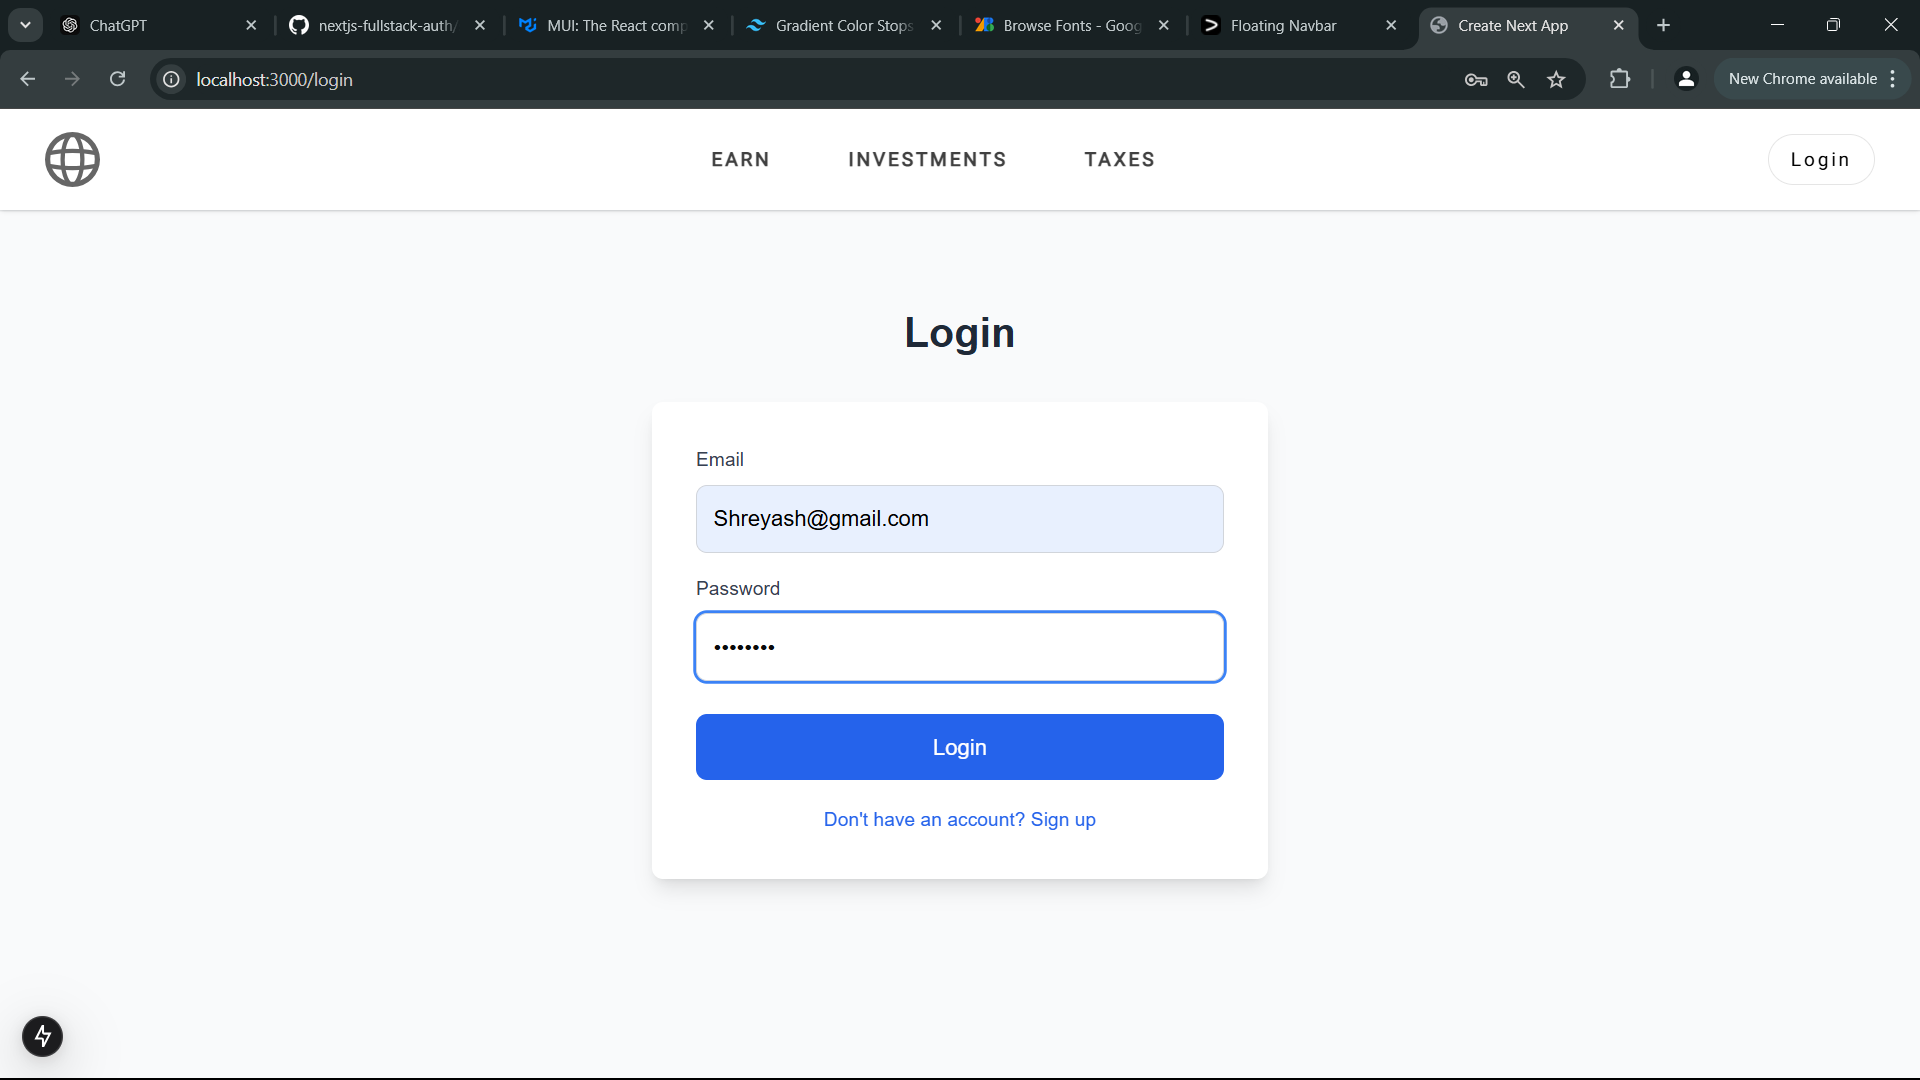 ChatGPT
nextjs-fullstack-auth/
MUI: The React comp
Gradient Color Stops
Browse Fonts - Goog
Floating Navbar
Create Next App
localhost:3000/login
New Chrome available
EARN
INVESTMENTS
TAXES
Login
Login
Email
Shreyash@gmail.com
Password
••••••••
Login
Don't have an account? Sign up